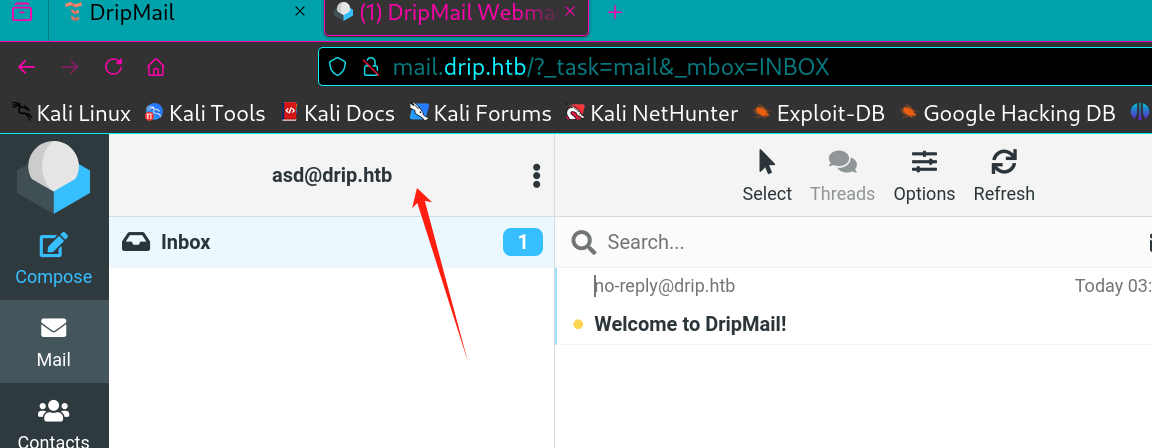 DripMail × (1) DripMail Webma × +
mail.drip.htb/?_task=mail&_mbox=INBOX
Kali Linux Kali Tools Kali Docs Kali Forums Kali NetHunter Exploit-DB Google Hacking DB
asd@drip.htb
Select Threads Options Refresh
Compose
Inbox 1
Search...
no-reply@drip.htb Today 03:
Welcome to DripMail!
Mail
Contacts